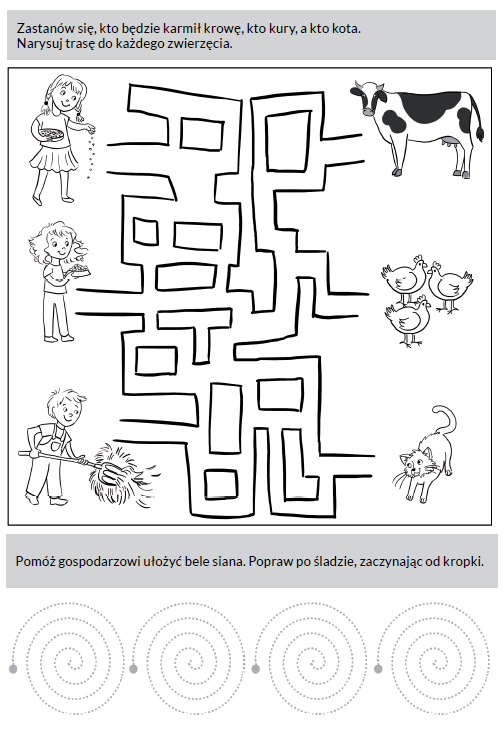 Zastanów się, kto będzie karmił krowę, kto kury, a kto kota.
Narysuj trasę do każdego zwierzęcia.
Pomóż gospodarzowi ułożyć bele siana. Popraw po śladzie, zaczynając od kropki.